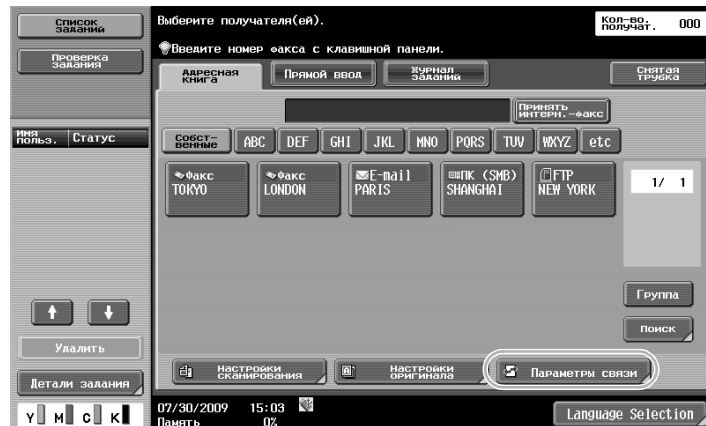 Список
заданий
Проверка
задания
Имя
польз.
Статус
Удалить
Детали задания
Y M C K
Выберите получателя(ей).
Кол-во.
получат.
000
Введите номер факса с клавишной панели.
Адресная
книга
Прямой ввод
Журнал
заданий
Снятая
трубка
Принять
интерн.-факс
Собст-
венные
ABC
DEF
GHI
JKL
MNO
PQRS
TUV
WXYZ
etc
Факс
TOKYO
Факс
LONDON
E-mail
PARIS
ПК (SMB)
SHANGHAI
FTP
NEW YORK
1/ 1
Группа
Поиск
Настройки
сканирования
Настройки
оригинала
Параметры связи
07/30/2009 15:03
Память 0%
Language Selection